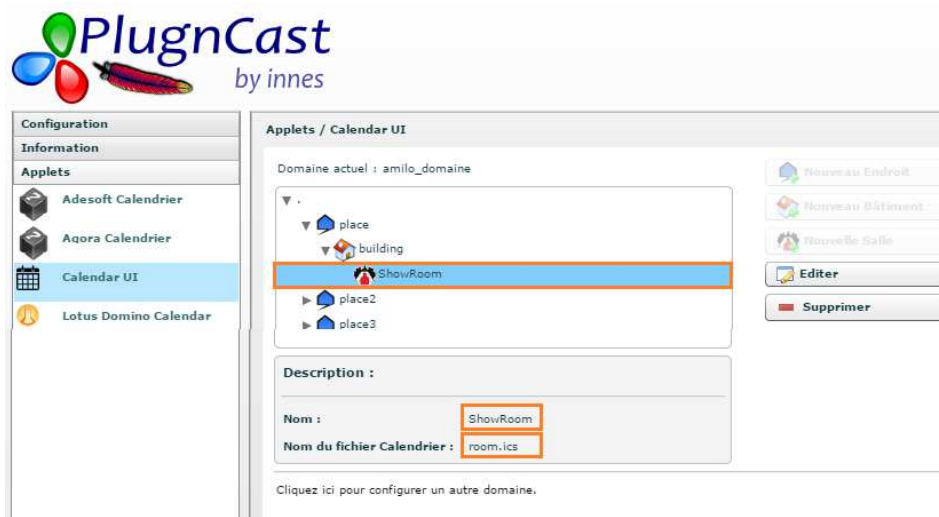 PlugnCast
by innes
Configuration
Information
Applets
Adesoft Calendrier
Agora Calendrier
Calendar UI
Lotus Domino Calendar
Applets / Calendar UI
Domaine actuel : amilo_domaine
.
place
building
ShowRoom
place2
place3
Nouveau Endroit
Nouveau Bâtiment
Nouvelle Salle
Editer
Supprimer
Description :
Nom : ShowRoom
Nom du fichier Calendrier : room.ics
Cliquez ici pour configurer un autre domaine.